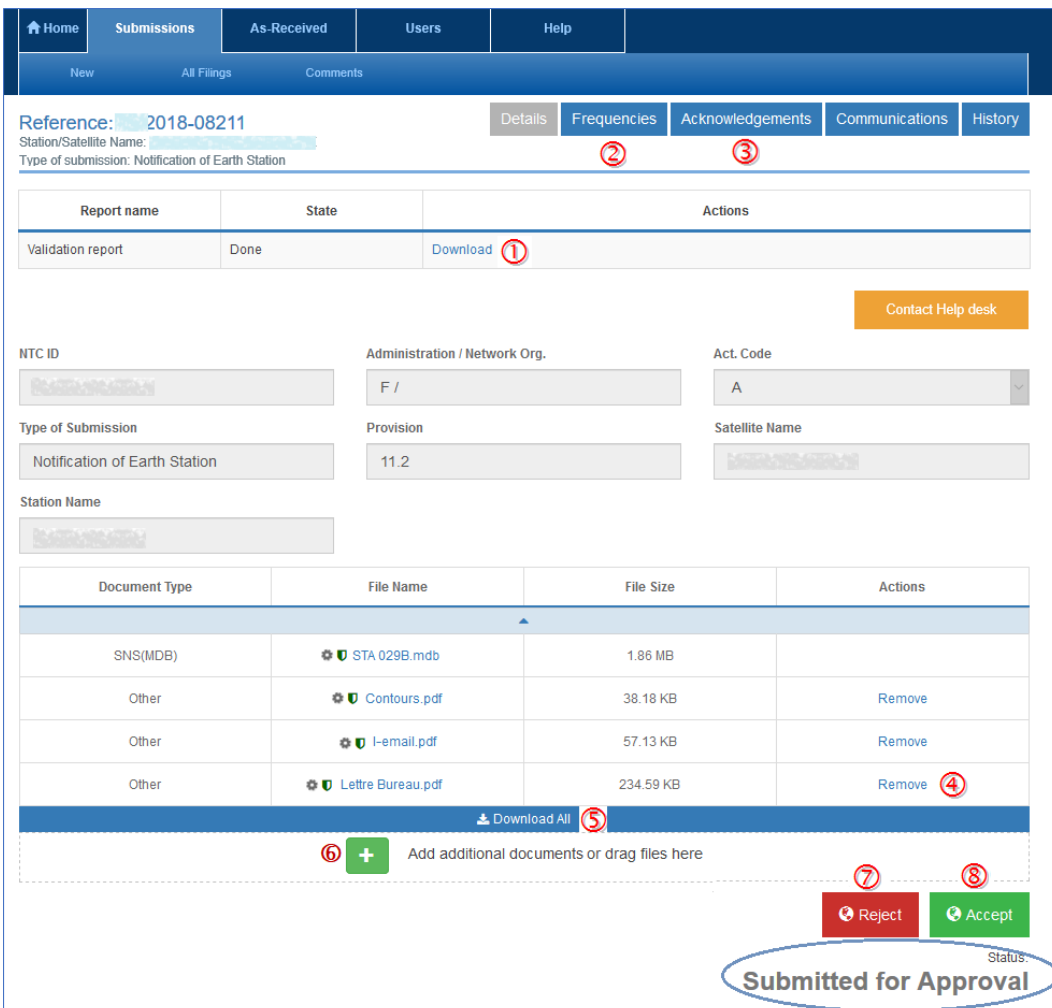 Home Submissions As-Received Users Help
New All Filings Comments
Reference: 2018-08211
Details Frequencies Acknowledgements Communications History
Station/Satellite Name:
② ③
Type of submission: Notification of Earth Station
Report name State Actions
Validation report Done Download ①
Contact Help desk
NTC ID Administration / Network Org. Act. Code
F / A
Type of Submission Provision Satellite Name
Notification of Earth Station 11.2
Station Name
Document Type File Name File Size Actions
SNS(MDB) STA 029B.mdb 1.86 MB
Other Contours.pdf 38.18 KB Remove
Other I-email.pdf 57.13 KB Remove
Other Lettre Bureau.pdf 234.59 KB Remove ④
Download All ⑤
⑥ + Add additional documents or drag files here
⑦ ⑧
Reject Accept
Status:
Submitted for Approval